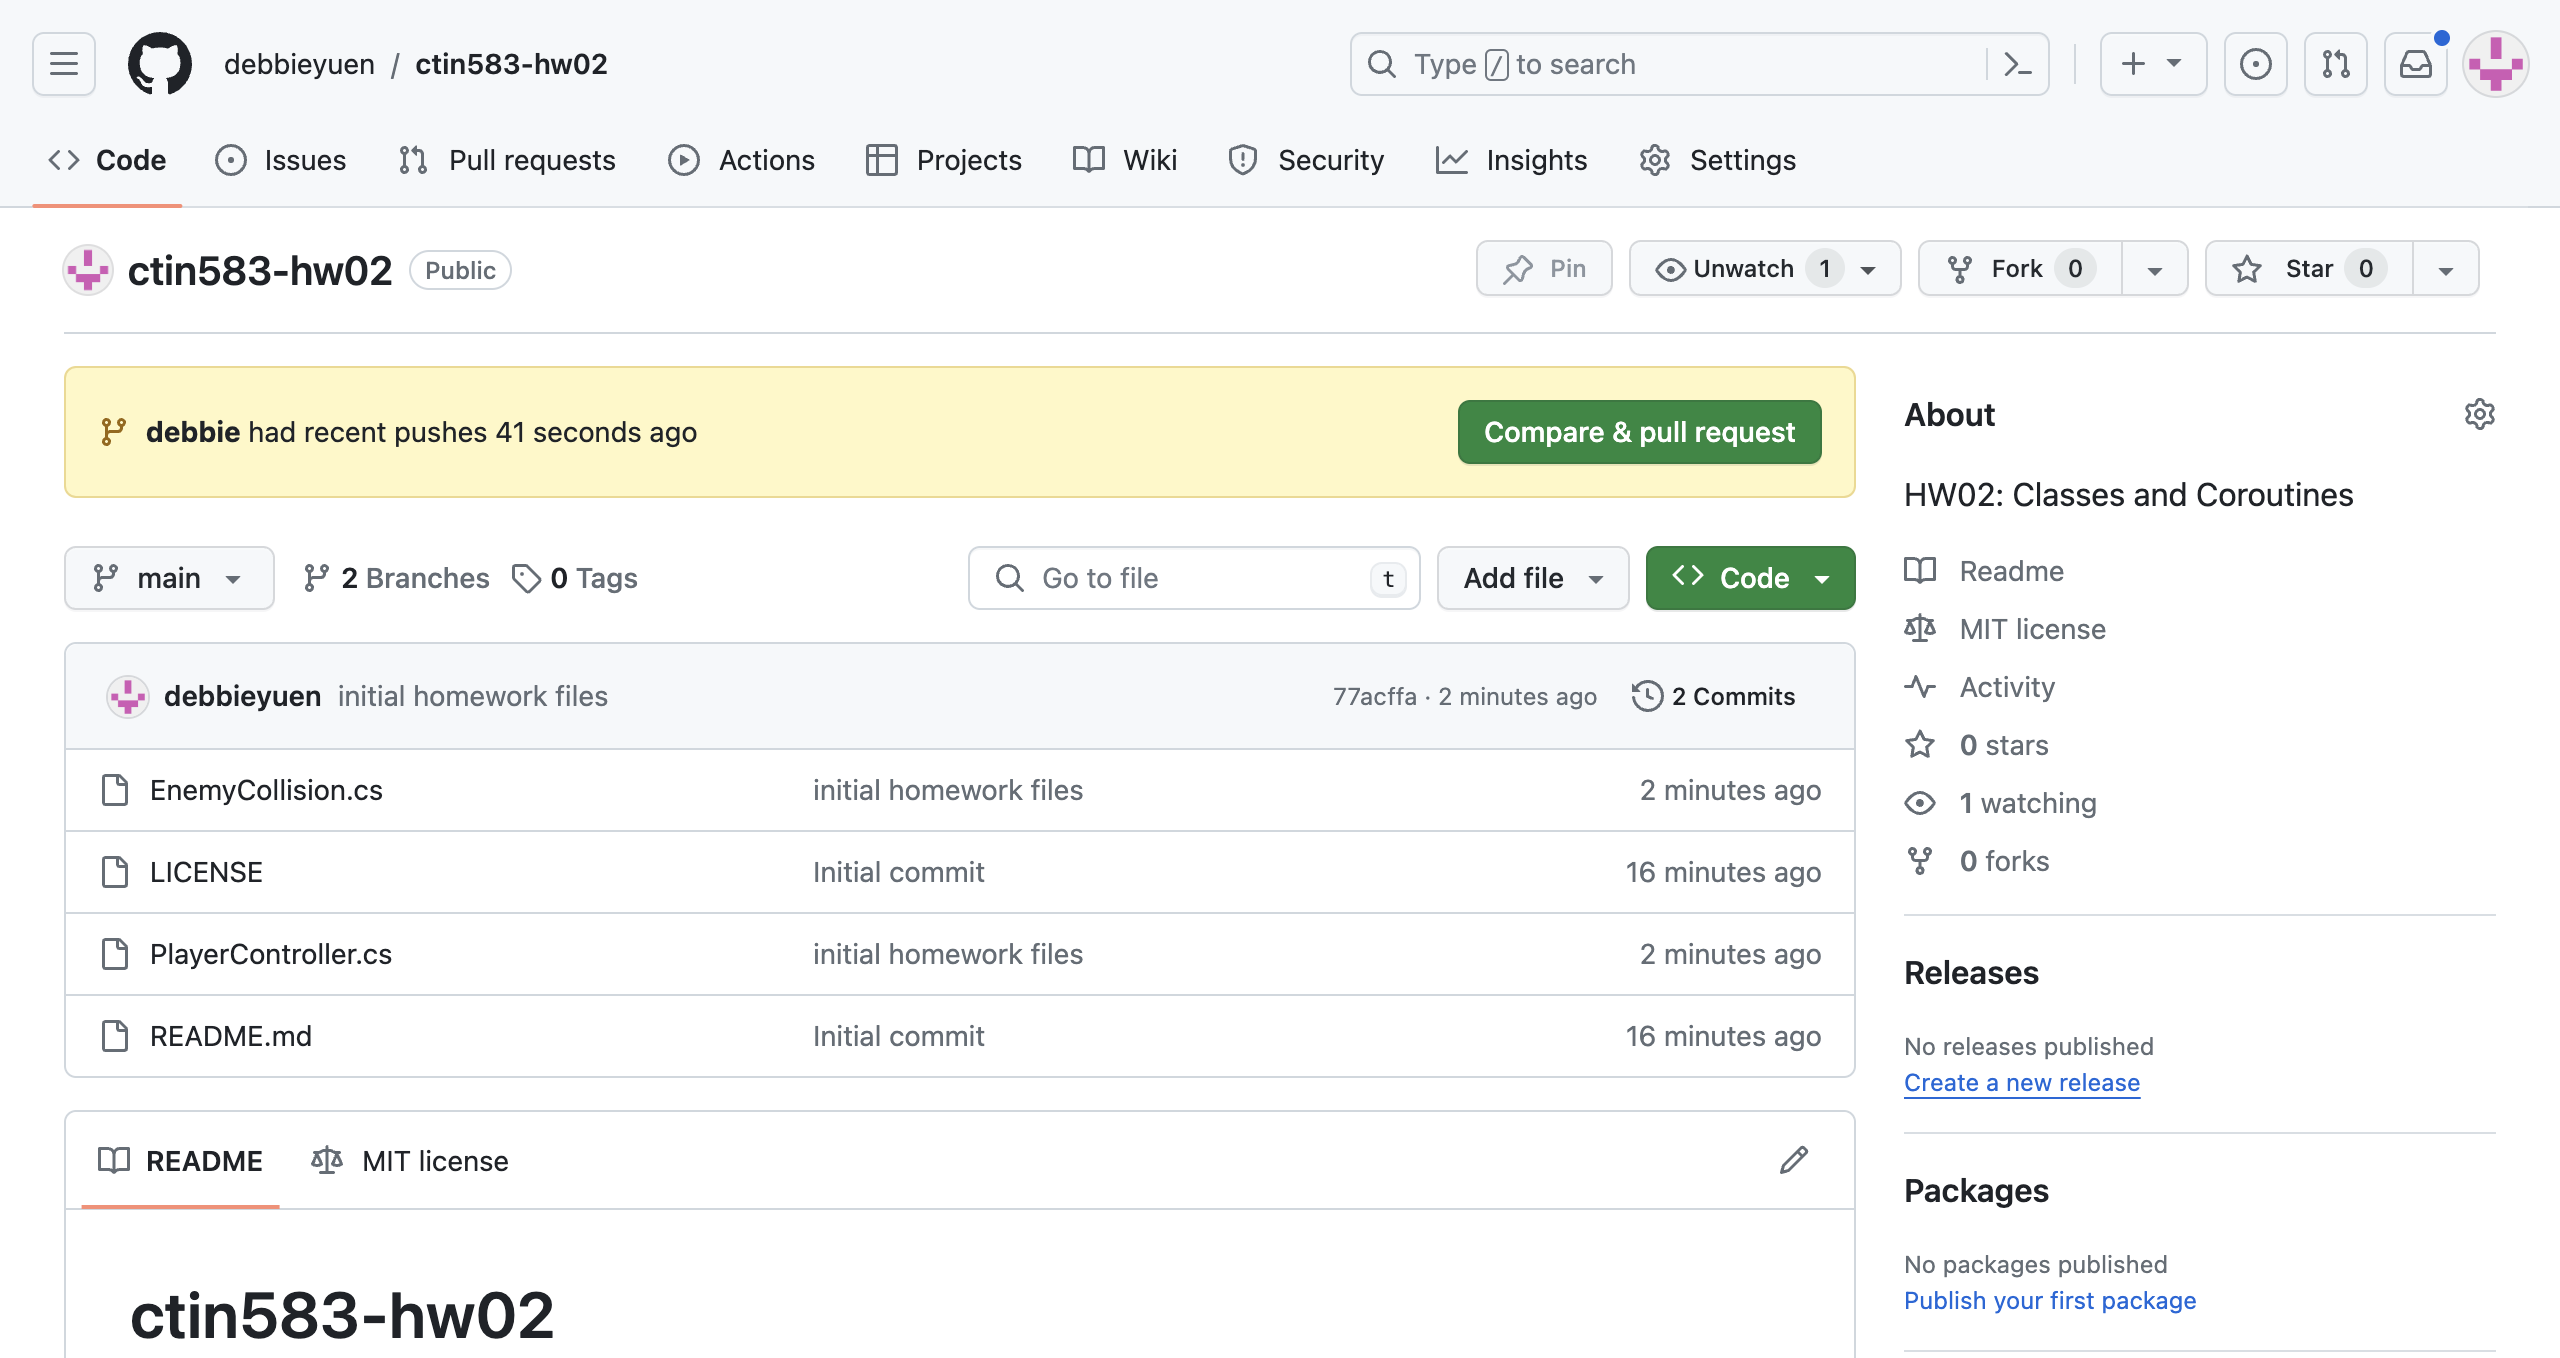 debbieyuen / ctin583-hw02
Type / to search
Code
Issues
Pull requests
Actions
Projects
Wiki
Security
Insights
Settings
ctin583-hw02 Public
Pin
Unwatch 1
Fork 0
Star 0
debbie had recent pushes 41 seconds ago
Compare & pull request
main
2 Branches
0 Tags
Go to file t
Add file
Code
debbieyuen initial homework files
77acffa · 2 minutes ago
2 Commits
EnemyCollision.cs initial homework files 2 minutes ago
LICENSE Initial commit 16 minutes ago
PlayerController.cs initial homework files 2 minutes ago
README.md Initial commit 16 minutes ago
README
MIT license
ctin583-hw02
About
HW02: Classes and Coroutines
Readme
MIT license
Activity
0 stars
1 watching
0 forks
Releases
No releases published
Create a new release
Packages
No packages published
Publish your first package